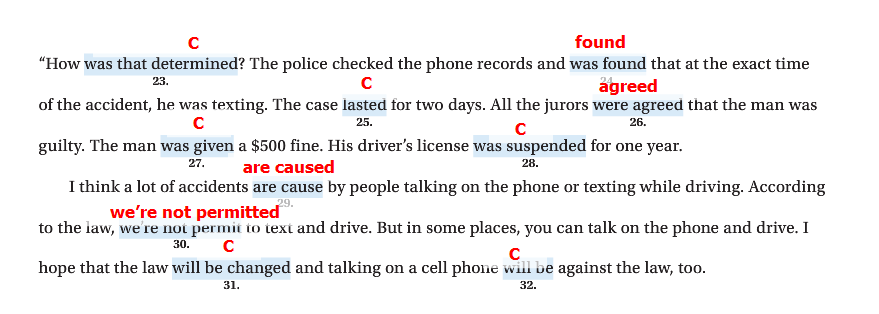 C found
“How was that determined? The police checked the phone records and was found that at the exact time
23. 24.
C agreed
of the accident, he was texting. The case lasted for two days. All the jurors were agreed that the man was
25. 26.
C C
guilty. The man was given a $500 fine. His driver’s license was suspended for one year.
27. 28.
are caused
I think a lot of accidents are cause by people talking on the phone or texting while driving. According
29.
we’re not permitted
to the law, we’re not permit to text and drive. But in some places, you can talk on the phone and drive. I
30.
C C
hope that the law will be changed and talking on a cell phone will be against the law, too.
31. 32.